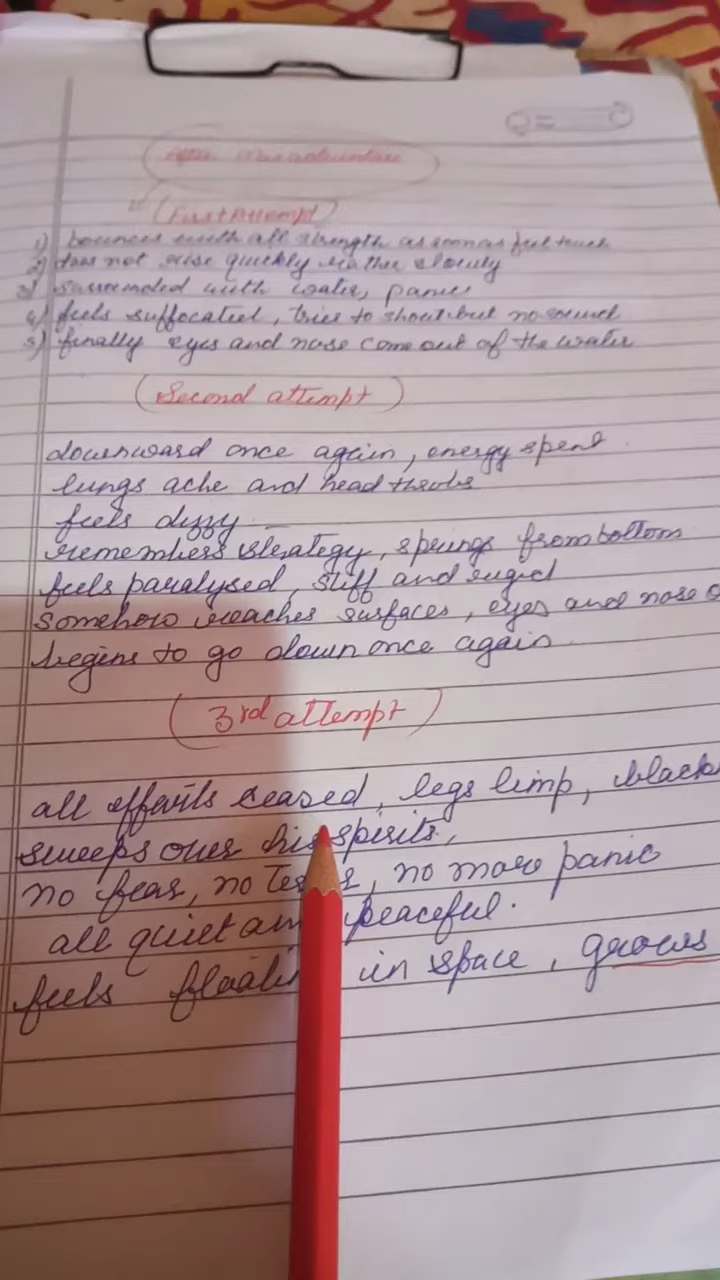 After
(First Attempt)
1) bounces with all strength as soon as feet touch
2) does not rise quickly rather slowly
3) surrounded with water, panic
4) feels suffocated, tries to shout but no sound
5) finally eyes and nose come out of the water
(Second attempt)
downward once again, energy spent.
lungs ache and head throbs
feels dizzy
remembers strategy, springs from bottom
feels paralysed, stiff and rigid
somehow reaches surfaces, eyes and nose
begins to go down once again.
(3rd attempt)
all efforts ceased, legs limp, black
sweeps over his spirits,
no fear, no, no more panic
all quiet peaceful.
feels in space, grows